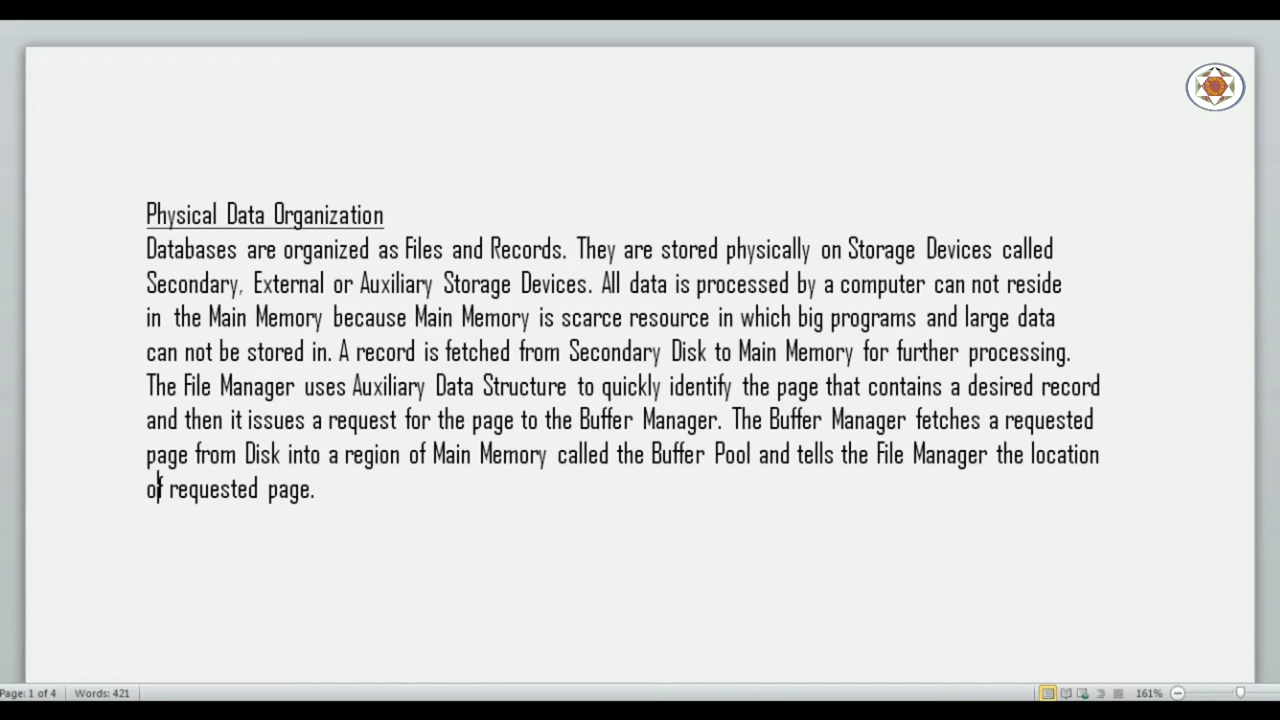 Physical Data Organization
Databases are organized as Files and Records. They are stored physically on Storage Devices called
Secondary, External or Auxiliary Storage Devices. All data is processed by a computer can not reside
in the Main Memory because Main Memory is scarce resource in which big programs and large data
can not be stored in. A record is fetched from Secondary Disk to Main Memory for further processing.
The File Manager uses Auxiliary Data Structure to quickly identify the page that contains a desired record
and then it issues a request for the page to the Buffer Manager. The Buffer Manager fetches a requested
page from Disk into a region of Main Memory called the Buffer Pool and tells the File Manager the location
of requested page.
Page: 1 of 4 Words: 421 161%